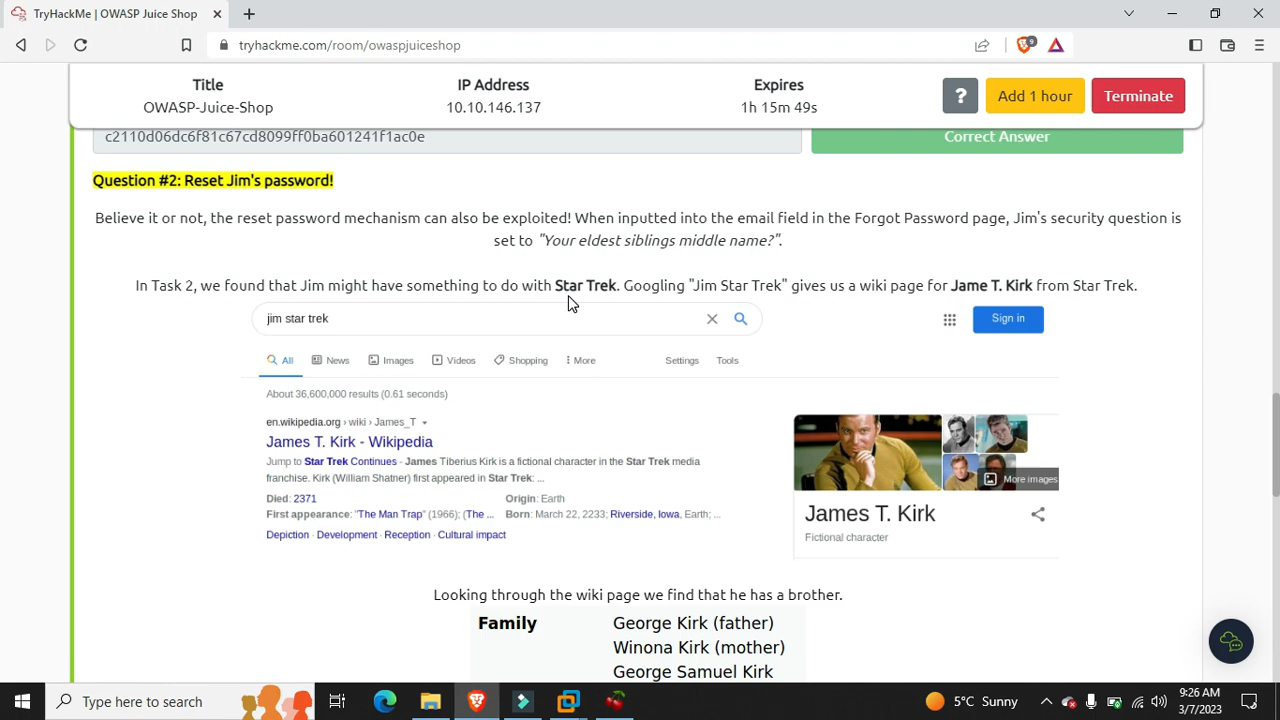 TryHackMe | OWASP Juice Shop
tryhackme.com/room/owaspjuiceshop
9
Title IP Address Expires
OWASP-Juice-Shop 10.10.146.137 1h 15m 49s
? Add 1 hour Terminate
c2110d06dc6f81c67cd8099ff0ba601241f1ac0e Correct Answer
Question #2: Reset Jim's password!
Believe it or not, the reset password mechanism can also be exploited! When inputted into the email field in the Forgot Password page, Jim's security question is
set to "Your eldest siblings middle name?".
In Task 2, we found that Jim might have something to do with Star Trek. Googling "Jim Star Trek" gives us a wiki page for Jame T. Kirk from Star Trek.
jim star trek Sign in
All News Images Videos Shopping More Settings Tools
About 36,600,000 results (0.61 seconds)
en.wikipedia.org › wiki › James_T
James T. Kirk - Wikipedia
Jump to Star Trek Continues - James Tiberius Kirk is a fictional character in the Star Trek media
franchise. Kirk (William Shatner) first appeared in Star Trek: ...
Died: 2371 Origin: Earth
First appearance: "The Man Trap" (1966); (The ... Born: March 22, 2233; Riverside, Iowa, Earth; ...
Depiction · Development · Reception · Cultural impact
More images
James T. Kirk
Fictional character
Looking through the wiki page we find that he has a brother.
Family George Kirk (father)
Winona Kirk (mother)
George Samuel Kirk
Type here to search
5°C Sunny
9:26 AM
3/7/2023